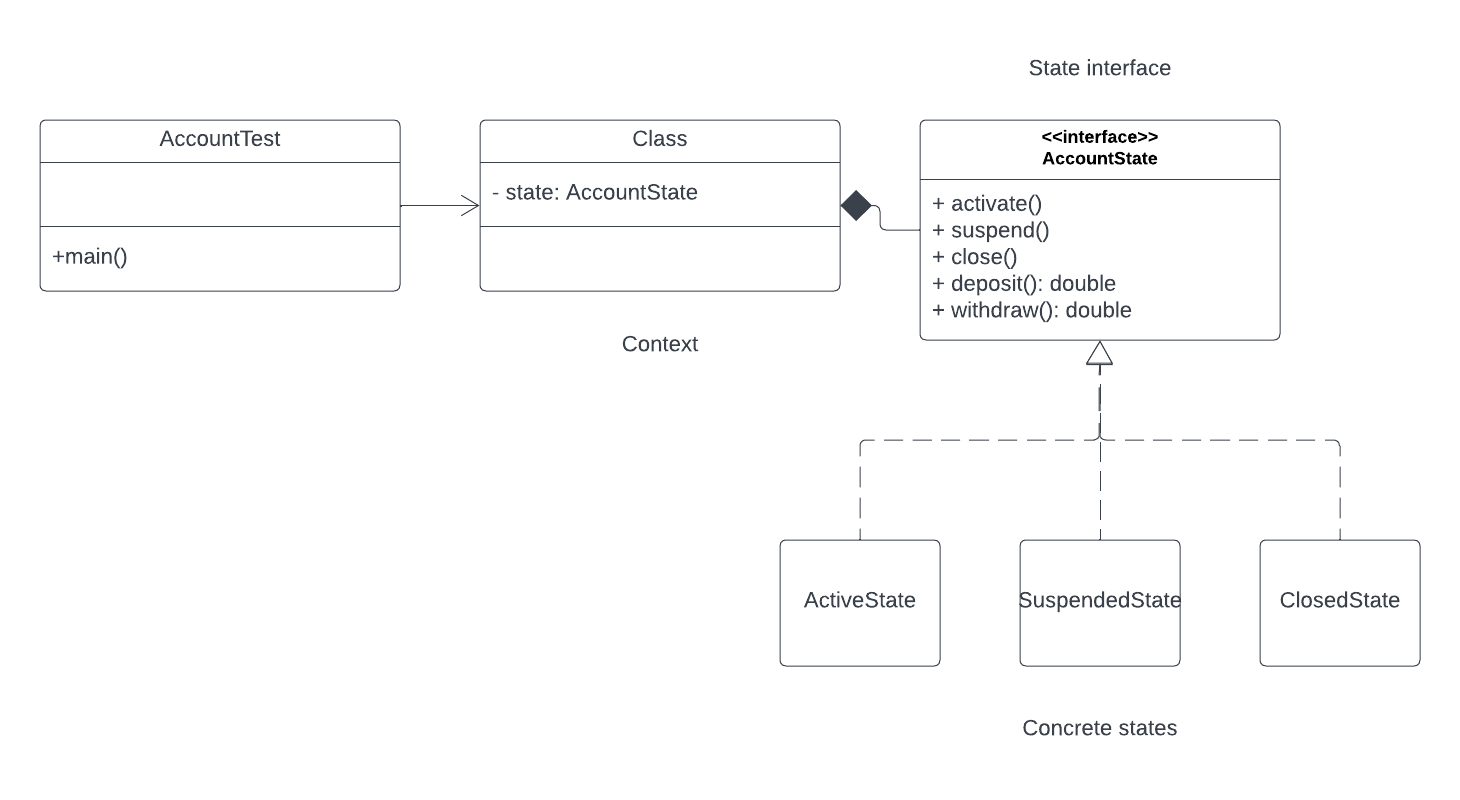 State interface
AccountTest
+main()
Class
- state: AccountState
Context
<<interface>>
AccountState
+ activate()
+ suspend()
+ close()
+ deposit(): double
+ withdraw(): double
ActiveState
SuspendedState
ClosedState
Concrete states